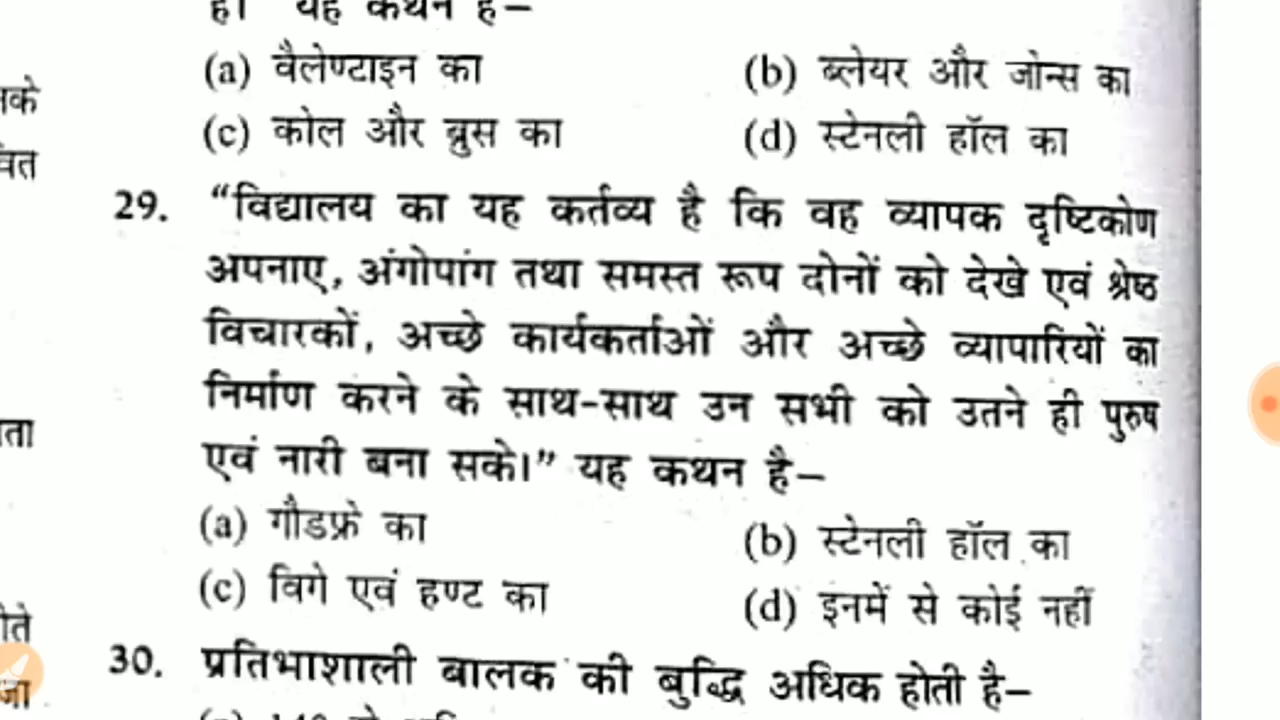 है।" यह कथन है–
(a) वैलेण्टाइन का (b) ब्लेयर और जोन्स का
(c) कोल और ब्रुस का (d) स्टेनली हॉल का
29. "विद्यालय का यह कर्तव्य है कि वह व्यापक दृष्टिकोण
अपनाए, अंगोपांग तथा समस्त रूप दोनों को देखे एवं श्रेष्ठ
विचारकों, अच्छे कार्यकर्ताओं और अच्छे व्यापारियों का
निर्माण करने के साथ-साथ उन सभी को उतने ही पुरुष
एवं नारी बना सके।" यह कथन है–
(a) गौडफ्रे का (b) स्टेनली हॉल का
(c) विगे एवं हण्ट का (d) इनमें से कोई नहीं
30. प्रतिभाशाली बालक की बुद्धि अधिक होती है–